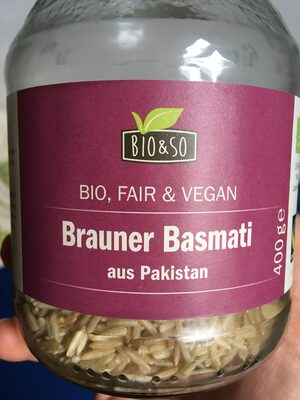 BIO&SO
BIO, FAIR & VEGAN
Brauner Basmati
aus Pakistan
400 g e